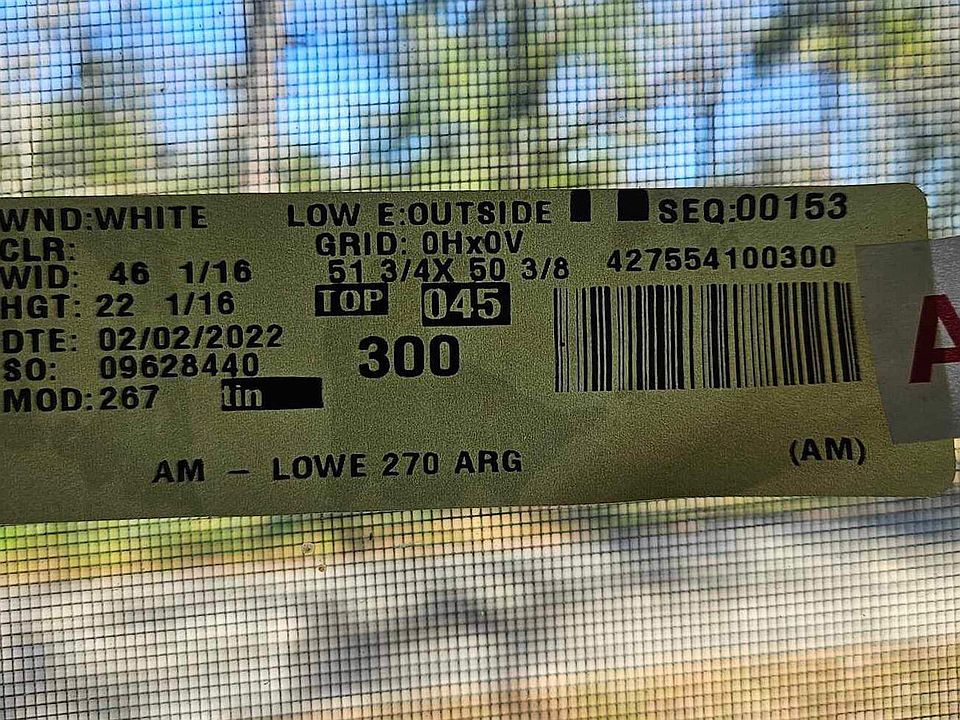 WND:WHITE LOW E:OUTSIDE SEQ:00153
CLR: GRID: 0Hx0V
WID: 46 1/16 51 3/4X 50 3/8 427554100300
HGT: 22 1/16 TOP 045
DTE: 02/02/2022
SO: 09628440 300
MOD:267 tin
AM – LOWE 270 ARG (AM)
A